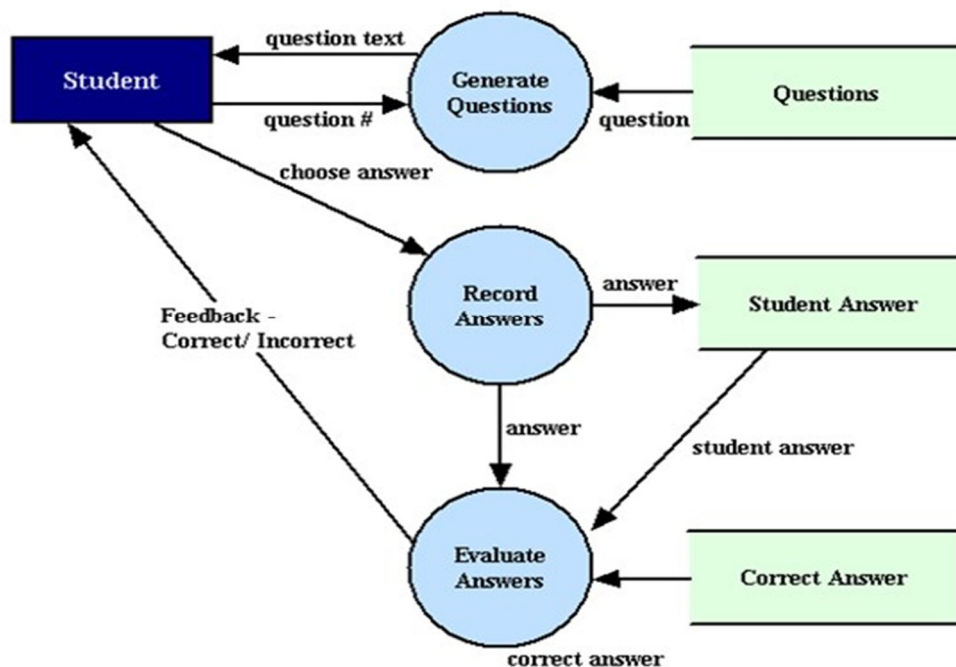 question text
Student
Generate
Questions
Questions
question #
question
choose answer
Record
Answers
answer
Student Answer
Feedback -
Correct/ Incorrect
answer
student answer
Evaluate
Answers
Correct Answer
correct answer